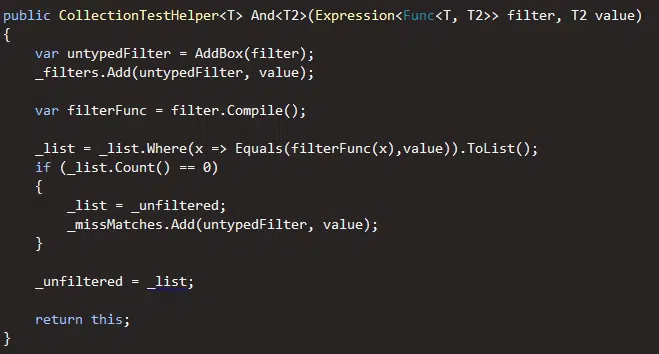 public CollectionTestHelper<T> And<T2>(Expression<Func<T, T2>> filter, T2 value)
{
    var untypedFilter = AddBox(filter);
    _filters.Add(untypedFilter, value);

    var filterFunc = filter.Compile();

    _list = _list.Where(x => Equals(filterFunc(x),value)).ToList();
    if (_list.Count() == 0)
    {
        _list = _unfiltered;
        _missMatches.Add(untypedFilter, value);
    }

    _unfiltered = _list;

    return this;
}